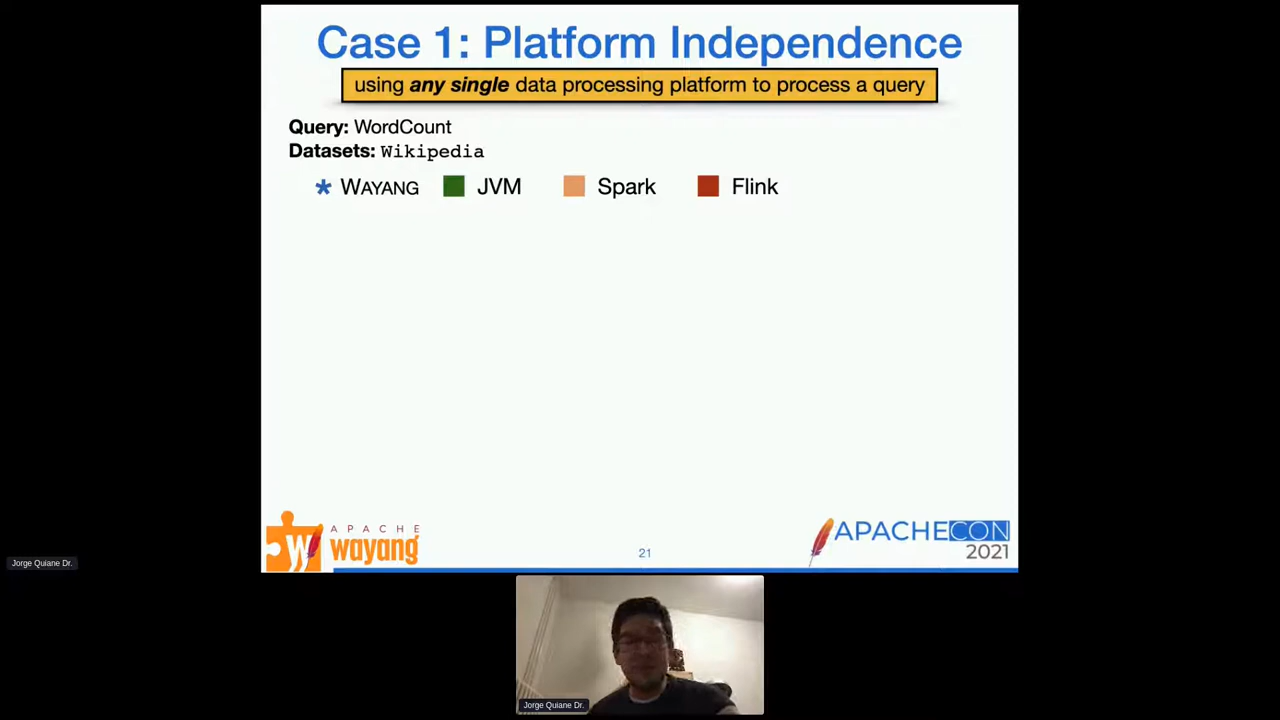 Case 1: Platform Independence
using any single data processing platform to process a query
Query: WordCount
Datasets: Wikipedia
* WAYANG JVM Spark Flink
APACHE
wayang
W
21
APACHECON
2021
Jorge Quiane Dr.
Jorge Quiane Dr.